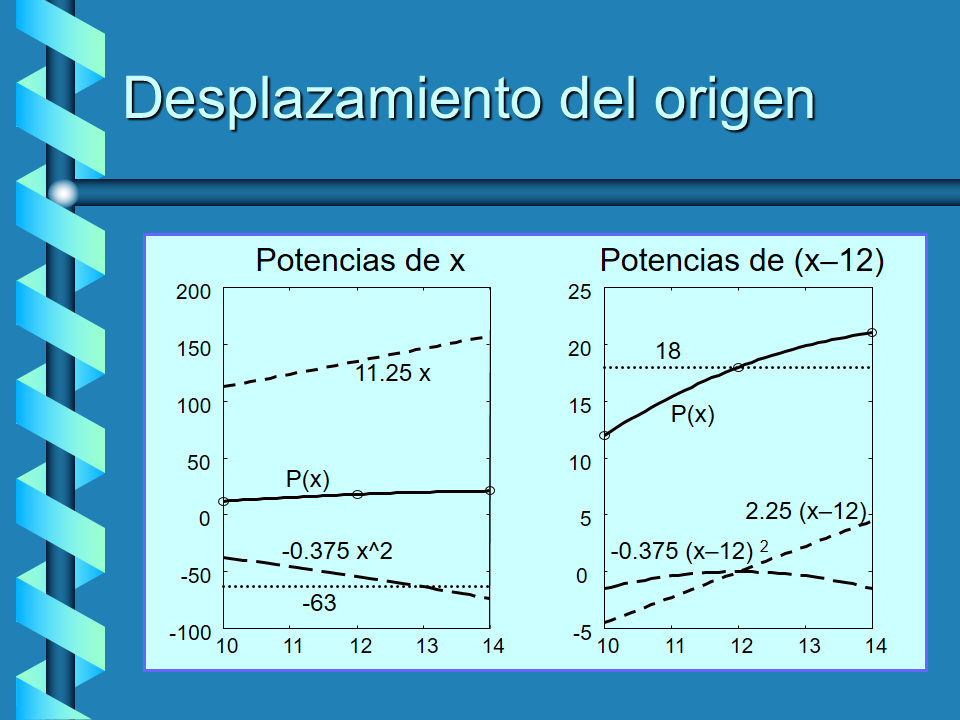 Desplazamiento del origen
Potencias de x
200
150
100
50
0
-50
-100
11.25 x
P(x)
-0.375 x^2
-63
10 11 12 13 14
Potencias de (x–12)
25
20
15
10
5
0
-5
18
P(x)
2.25 (x–12)
-0.375 (x–12) 2
10 11 12 13 14